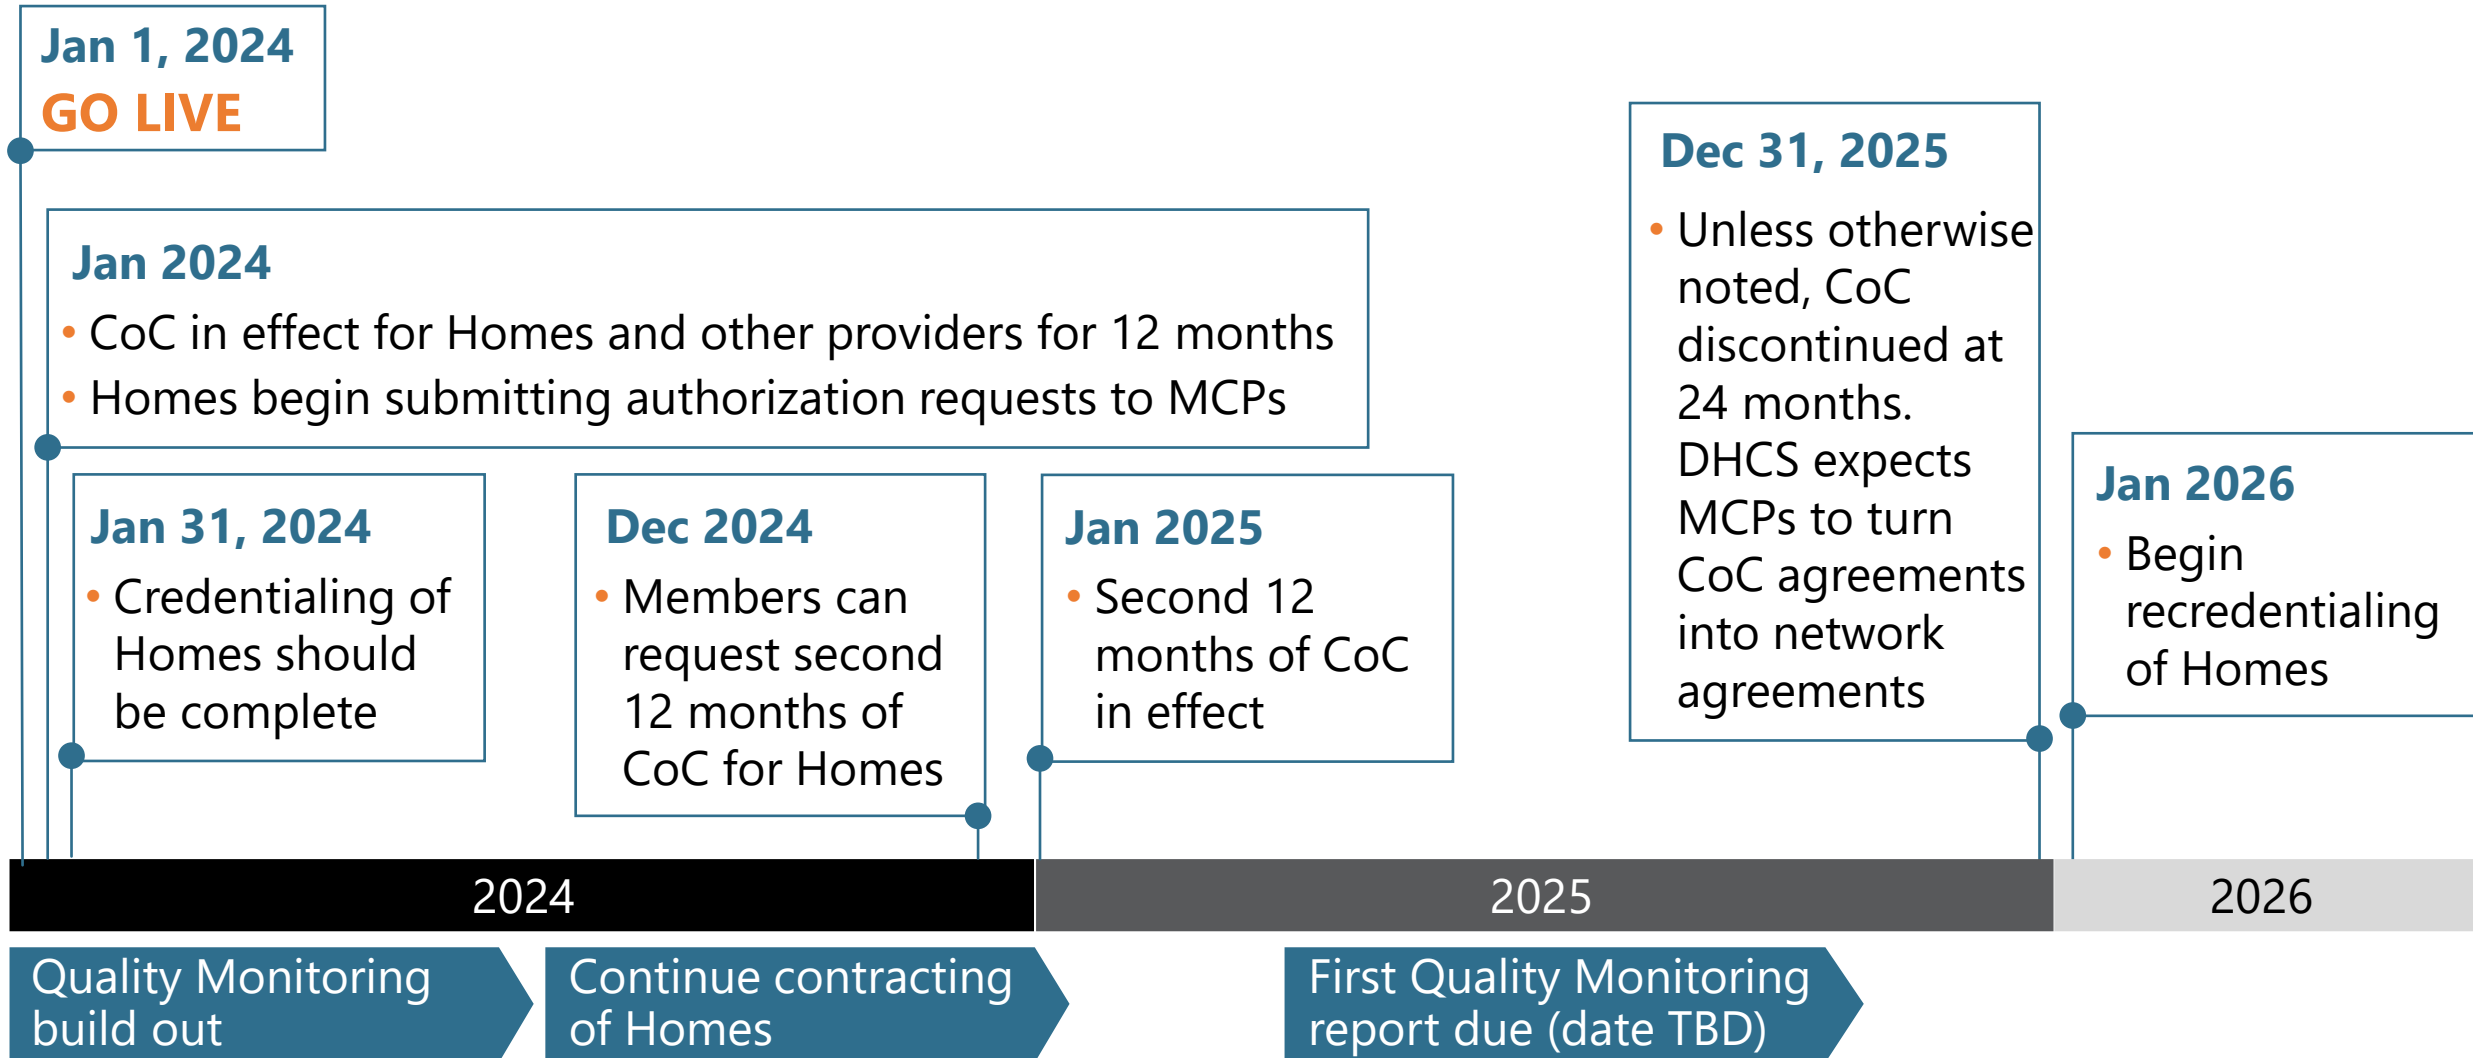 Jan 1, 2024
GO LIVE
Jan 2024
• CoC in effect for Homes and other providers for 12 months
• Homes begin submitting authorization requests to MCPs
Jan 31, 2024
• Credentialing of
Homes should
be complete
Dec 2024
• Members can
request second
12 months of
CoC for Homes
Jan 2025
• Second 12
months of CoC
in effect
Dec 31, 2025
• Unless otherwise
noted, CoC
discontinued at
24 months.
DHCS expects
MCPs to turn
CoC agreements
into network
agreements
Jan 2026
• Begin
recredentialing
of Homes
2024
2025
2026
Quality Monitoring
build out
Continue contracting
of Homes
First Quality Monitoring
report due (date TBD)